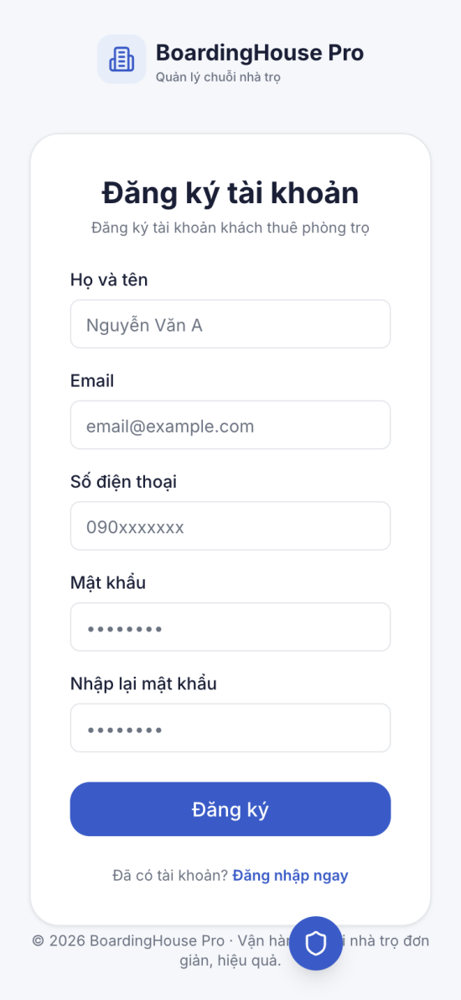 BoardingHouse Pro
Quản lý chuỗi nhà trọ
Đăng ký tài khoản
Đăng ký tài khoản khách thuê phòng trọ
Họ và tên
Nguyễn Văn A
Email
email@example.com
Số điện thoại
090xxxxxxx
Mật khẩu
••••••••
Nhập lại mật khẩu
••••••••
Đăng ký
Đã có tài khoản? Đăng nhập ngay
© 2026 BoardingHouse Pro · Vận nhà trọ đơn
giản, hiệu quả.